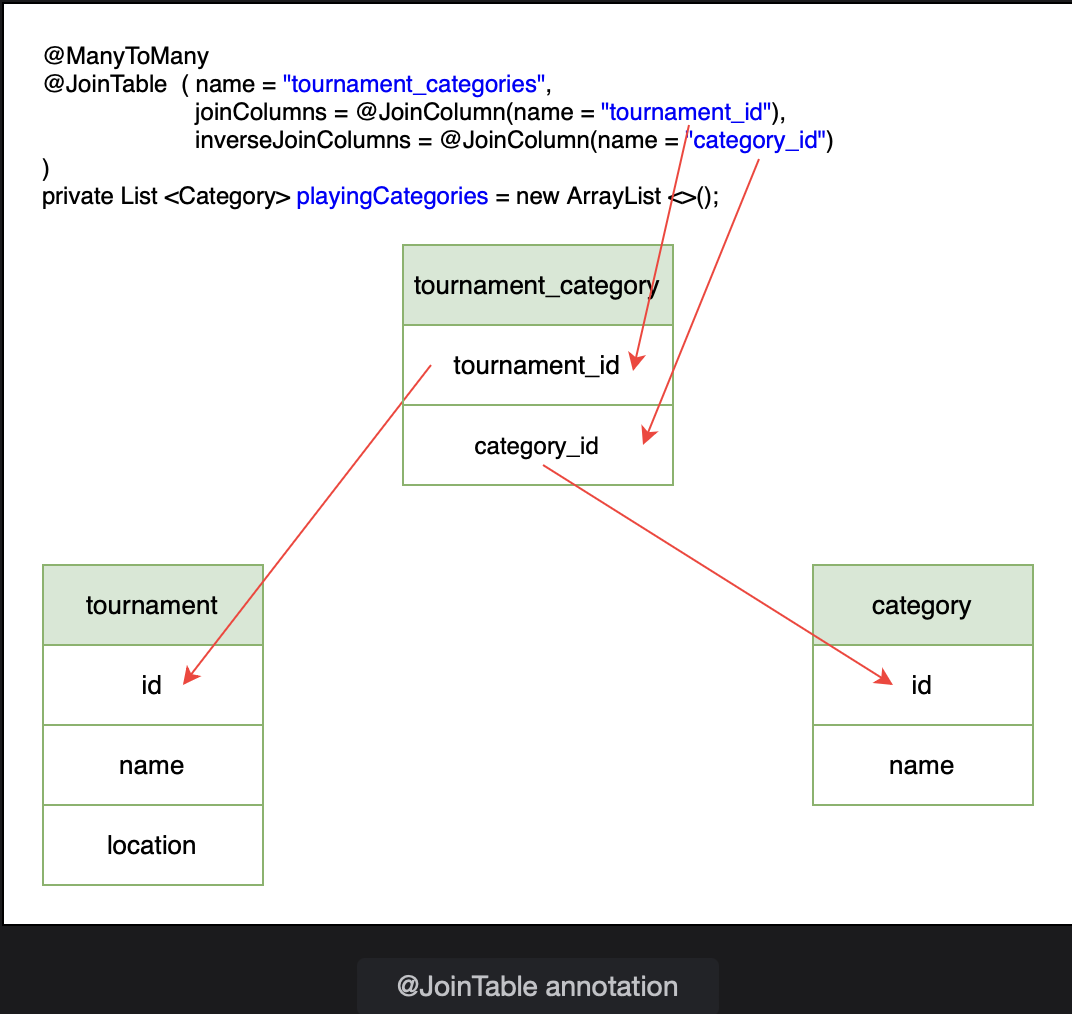 @ManyToMany
@JoinTable ( name = "tournament_categories",
joinColumns = @JoinColumn(name = "tournament_id"),
inverseJoinColumns = @JoinColumn(name = "category_id")
)
private List <Category> playingCategories = new ArrayList <>();
tournament_category
tournament_id
category_id
tournament
id
name
location
category
id
name
@JoinTable annotation